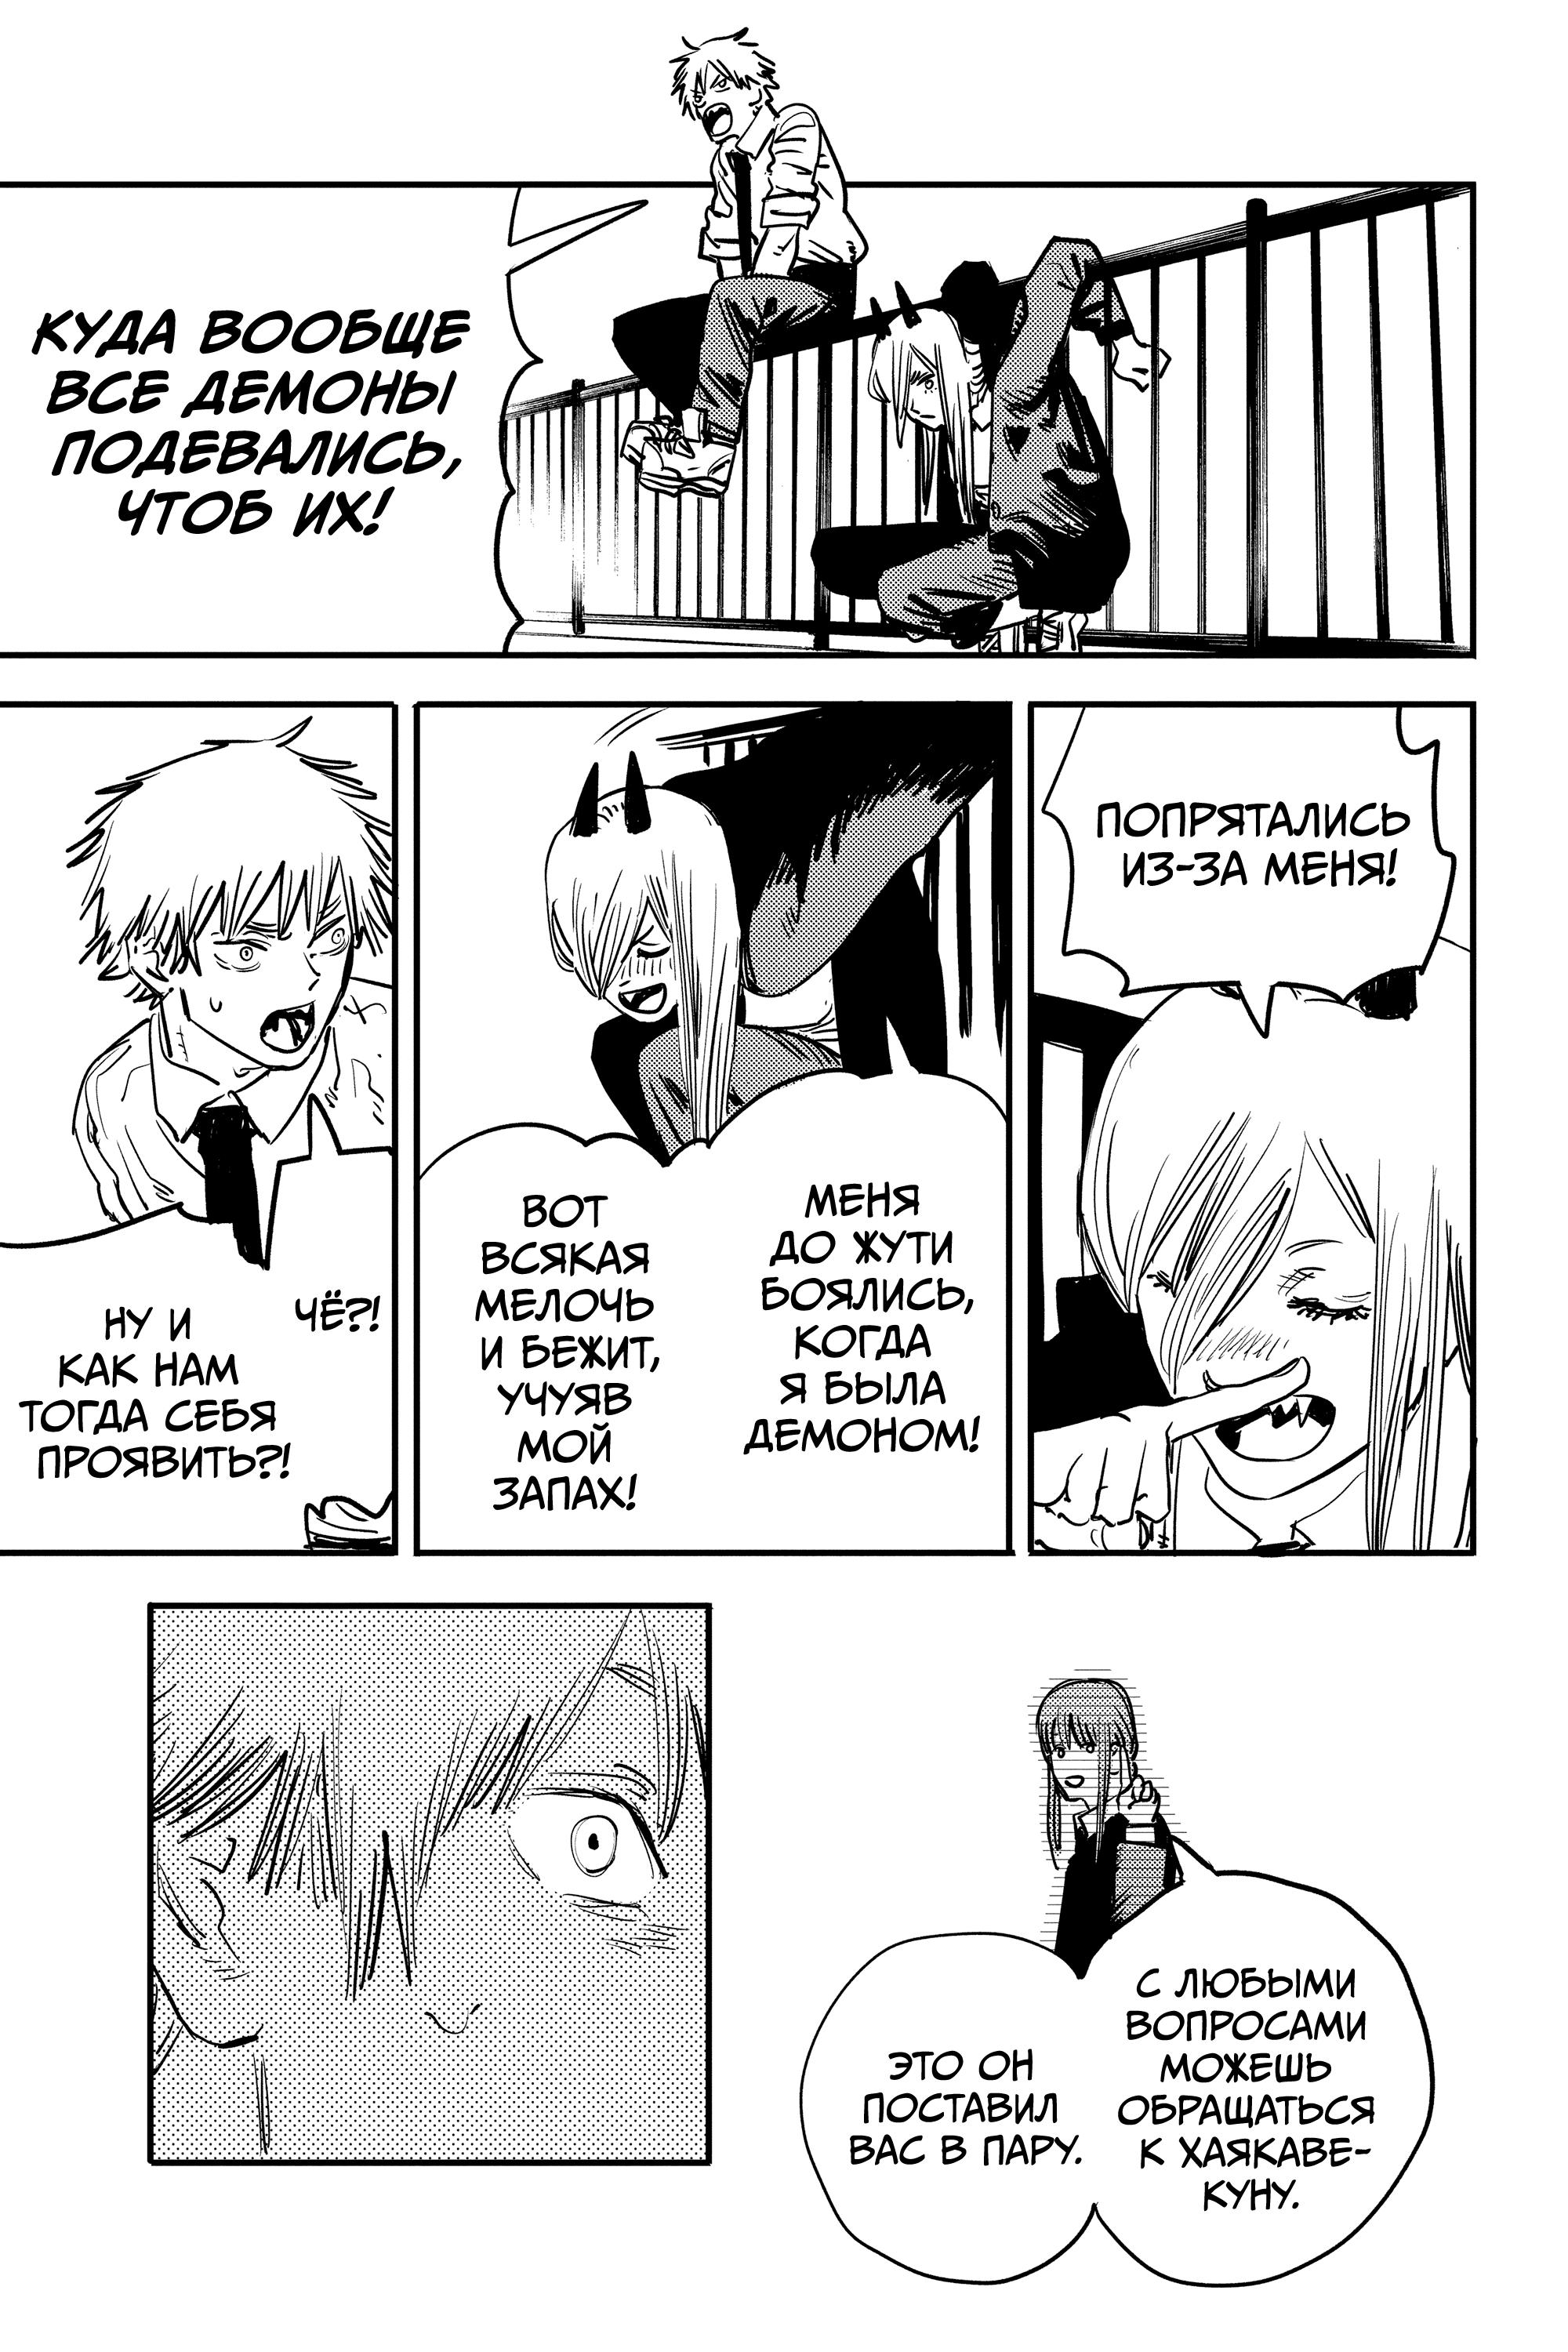 КУДА ВООБЩЕ
ВСЕ ДЕМОНЫ
ПОДЕВАЛИСЬ,
ЧТОБ ИХ!
ПОПРЯТАЛИСЬ
ИЗ-ЗА МЕНЯ!
МЕНЯ
ДО ЖУТИ
БОЯЛИСЬ,
КОГДА
Я БЫЛА
ДЕМОНОМ!
ВОТ
ВСЯКАЯ
МЕЛОЧЬ
И БЕЖИТ,
УЧУЯВ
МОЙ
ЗАПАХ!
ЧЁ?!
НУ И
КАК НАМ
ТОГДА СЕБЯ
ПРОЯВИТЬ?!
С ЛЮБЫМИ
ВОПРОСАМИ
МОЖЕШЬ
ОБРАЩАТЬСЯ
К ХАЯКАВЕ-
КУНУ.
ЭТО ОН
ПОСТАВИЛ
ВАС В ПАРУ.